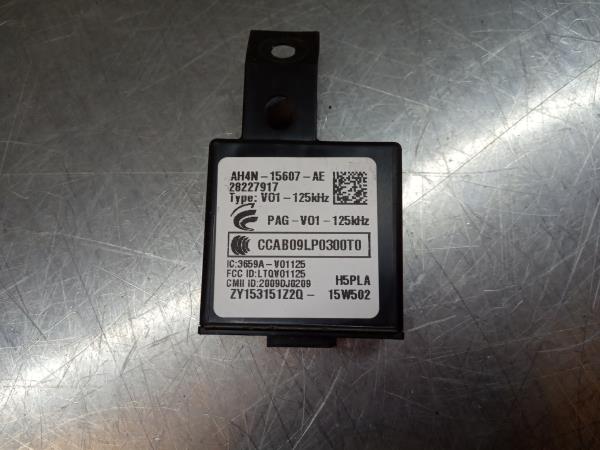 AH4N-15607-AE
28227917
Type: V01-125kHz
PAG-V01-125kHz
CCAB09LP0300T0
IC:3659A-V01125
FCC ID:LTQV01125
CMII ID:2009DJ0209
H5PLA
ZY153151Z2Q- 15W502